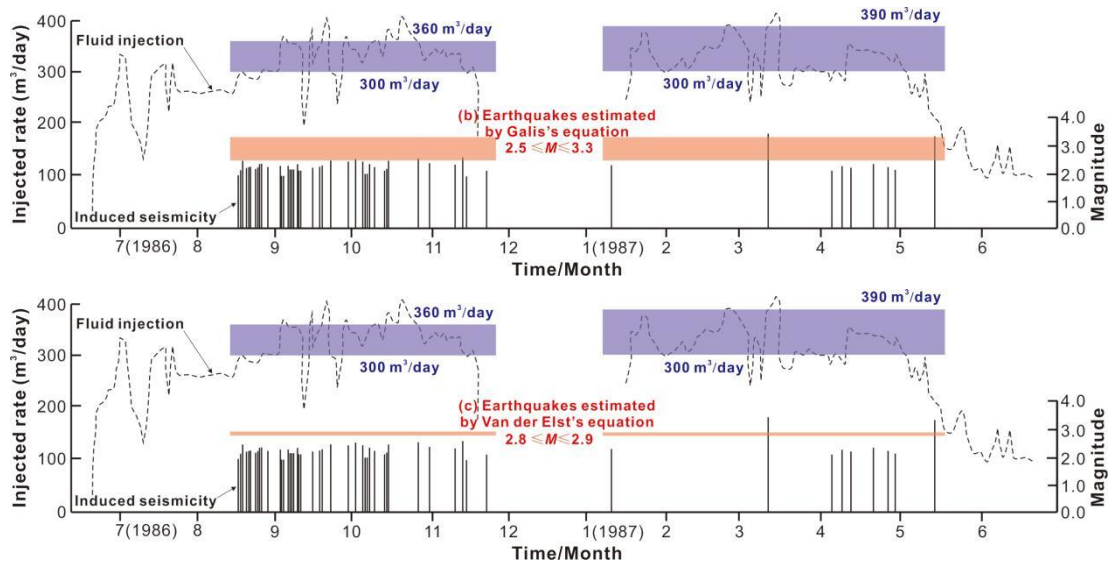 400
300
200
100
0
Injected rate (m³/day)
Fluid injection
360 m³/day
300 m³/day
390 m³/day
300 m³/day
(b) Earthquakes estimated
by Galis's equation
2.5 ≤M≤3.3
Induced seismicity
4.0
3.0
2.0
1.0
0.0
Magnitude
7(1986) 8 9 10 11 12 1(1987) 2 3 4 5 6
Time/Month
400
300
200
100
0
Injected rate (m³/day)
Fluid injection
360 m³/day
300 m³/day
390 m³/day
300 m³/day
(c) Earthquakes estimated
by Van der Elst's equation
2.8 ≤M≤2.9
Induced seismicity
4.0
3.0
2.0
1.0
0.0
Magnitude
7(1986) 8 9 10 11 12 1(1987) 2 3 4 5 6
Time/Month